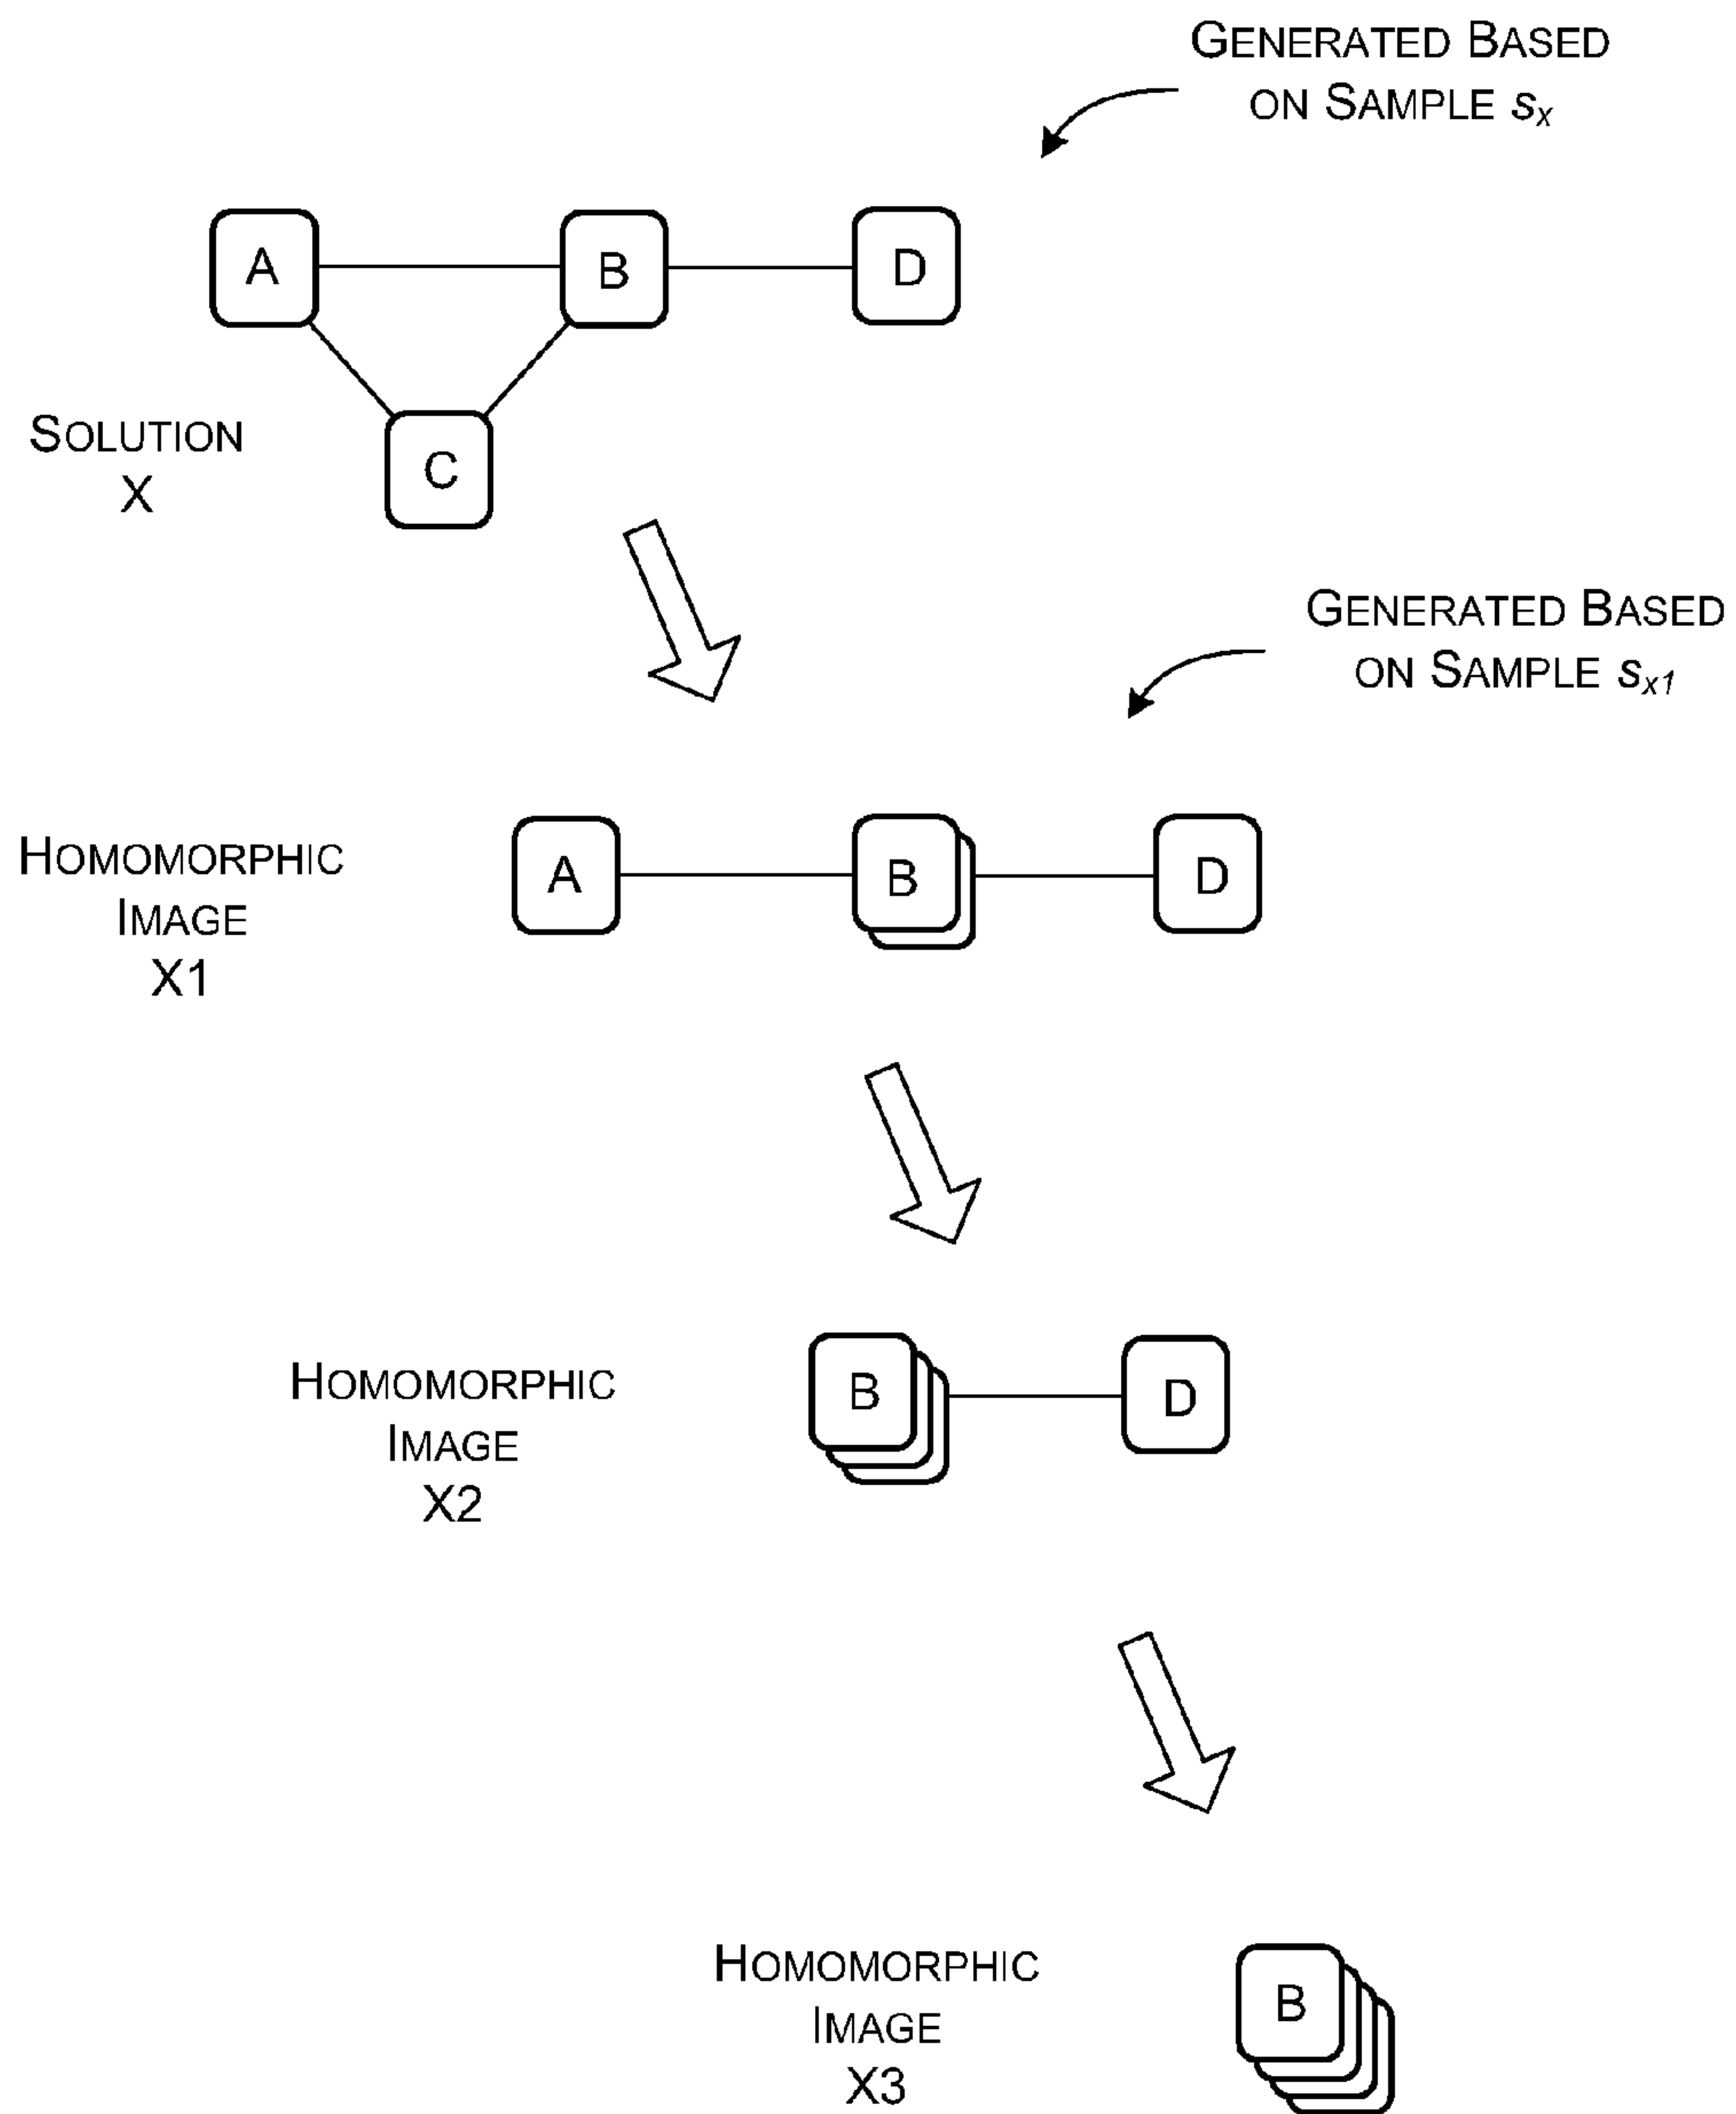 GENERATED BASED
ON SAMPLE sx
A
B
D
C
SOLUTION
X
GENERATED BASED
ON SAMPLE sx1
HOMOMORPHIC
IMAGE
X1
A
B
D
HOMOMORPHIC
IMAGE
X2
B
D
HOMOMORPHIC
IMAGE
X3
B